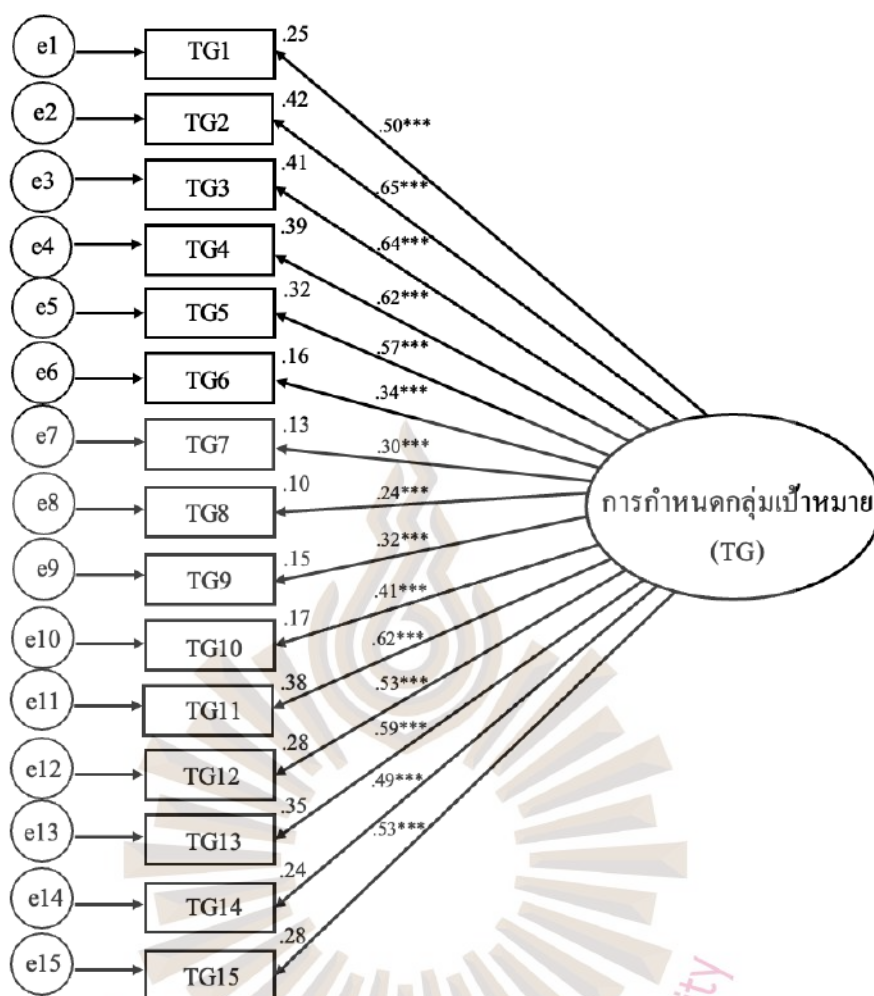 e1 TG1 .25
.50***
e2 TG2 .42
.65***
e3 TG3 .41
.64***
e4 TG4 .39
.62***
e5 TG5 .32
.57***
e6 TG6 .16
.34***
e7 TG7 .13
.30***
e8 TG8 .10
.24***
การกำหนดกลุ่มเป้าหมาย
(TG)
e9 TG9 .15
.32***
e10 TG10 .17
.41***
e11 TG11 .38
.62***
e12 TG12 .28
.53***
e13 TG13 .35
.59***
e14 TG14 .24
.49***
e15 TG15 .28
.53***